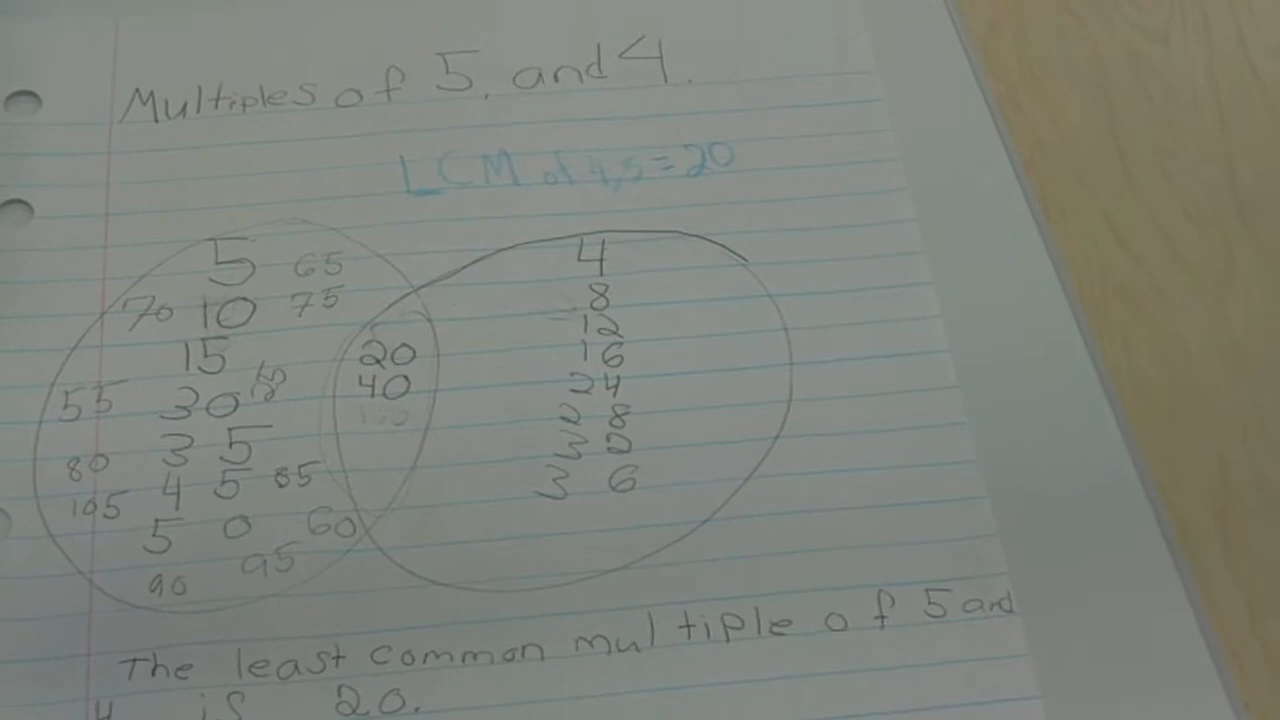 Multiples of 5, and 4.
LCM of 4,5=20
5 65
70 10 75
15
55 30
80 35
105 45 85
50 60
90 95
20
40
100
4
8
12
16
24
28
32
36
The least common multiple of 5 and
4 is 20.